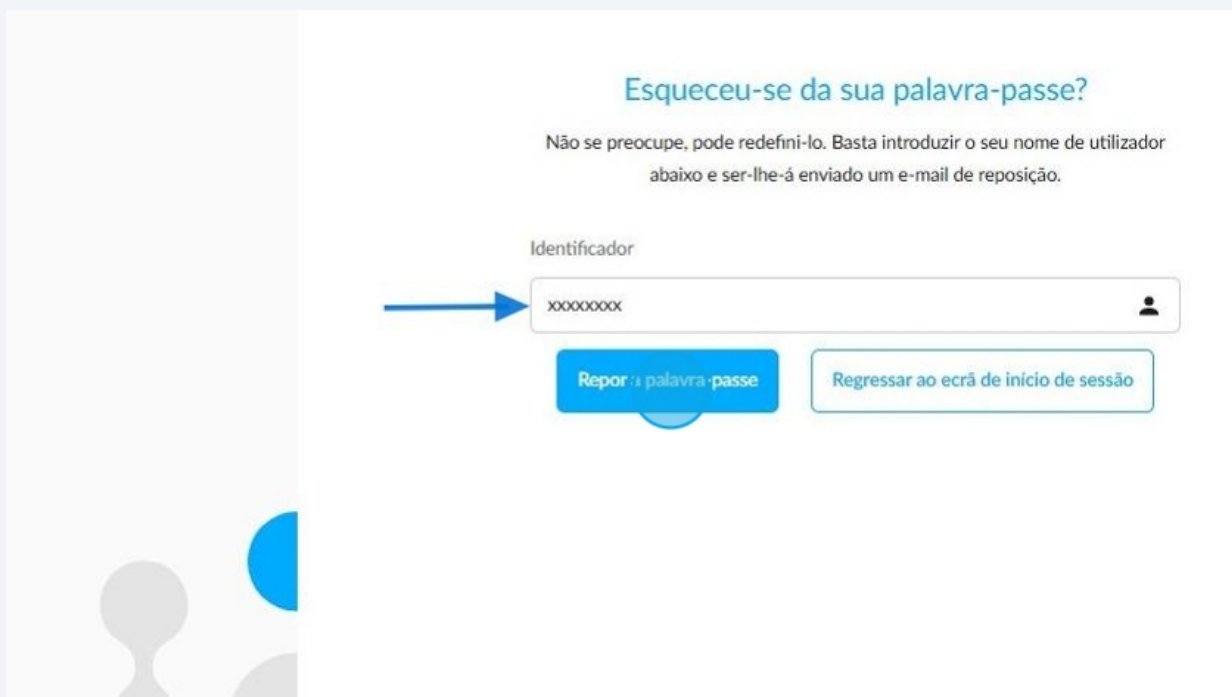 Esqueceu-se da sua palavra-passe?
Não se preocupe, pode redefini-lo. Basta introduzir o seu nome de utilizador
abaixo e ser-lhe-á enviado um e-mail de reposição.
Identificador
xxxxxxxx
Repor a palavra-passe
Regressar ao ecrã de início de sessão